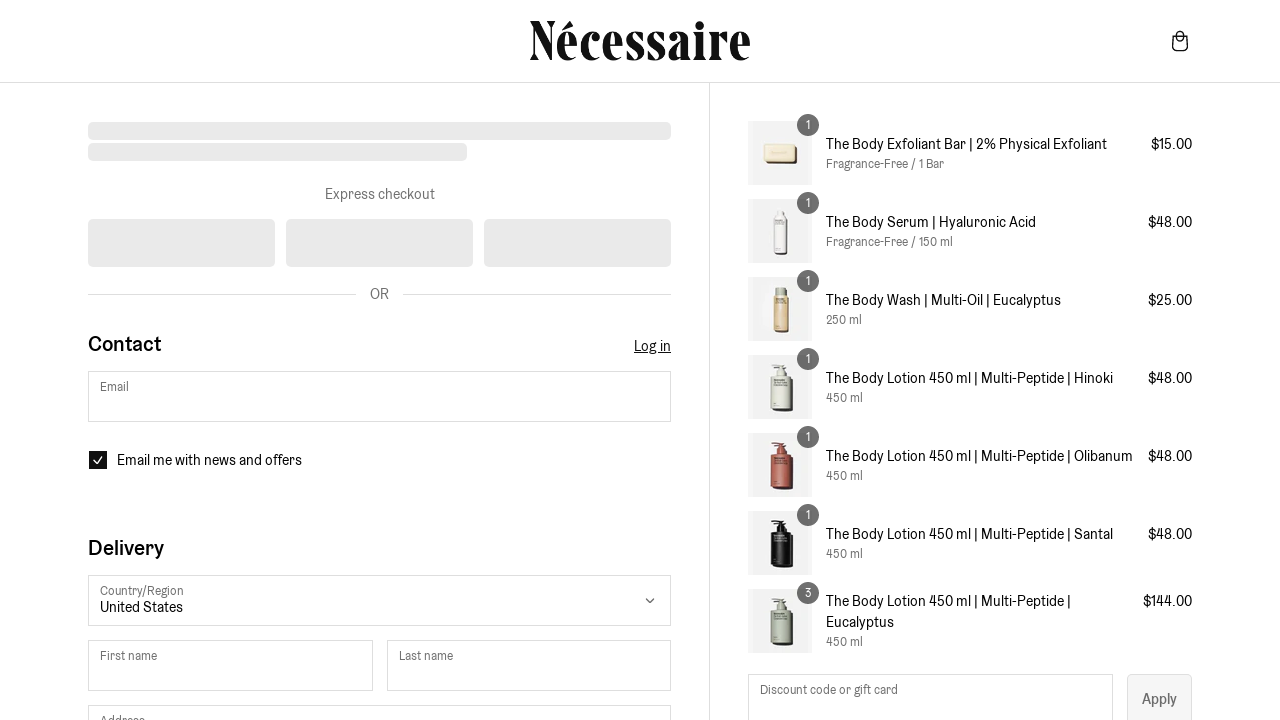 Nécessaire
Express checkout
OR
Contact
Log in
Email
Email me with news and offers
Delivery
Country/Region
United States
First name
Last name
Address
1
The Body Exfoliant Bar | 2% Physical Exfoliant
$15.00
Fragrance-Free / 1 Bar
1
The Body Serum | Hyaluronic Acid
$48.00
Fragrance-Free / 150 ml
1
The Body Wash | Multi-Oil | Eucalyptus
$25.00
250 ml
1
The Body Lotion 450 ml | Multi-Peptide | Hinoki
$48.00
450 ml
1
The Body Lotion 450 ml | Multi-Peptide | Olibanum
$48.00
450 ml
1
The Body Lotion 450 ml | Multi-Peptide | Santal
$48.00
450 ml
3
The Body Lotion 450 ml | Multi-Peptide |
Eucalyptus
$144.00
450 ml
Discount code or gift card
Apply